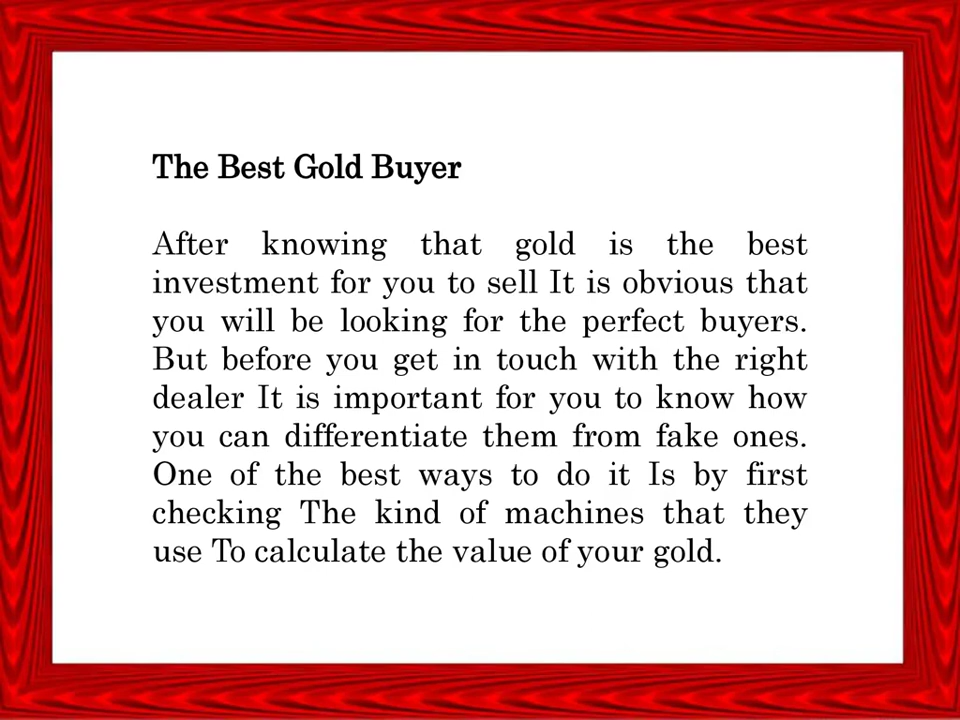 The Best Gold Buyer
After knowing that gold is the best
investment for you to sell It is obvious that
you will be looking for the perfect buyers.
But before you get in touch with the right
dealer It is important for you to know how
you can differentiate them from fake ones.
One of the best ways to do it Is by first
checking The kind of machines that they
use To calculate the value of your gold.